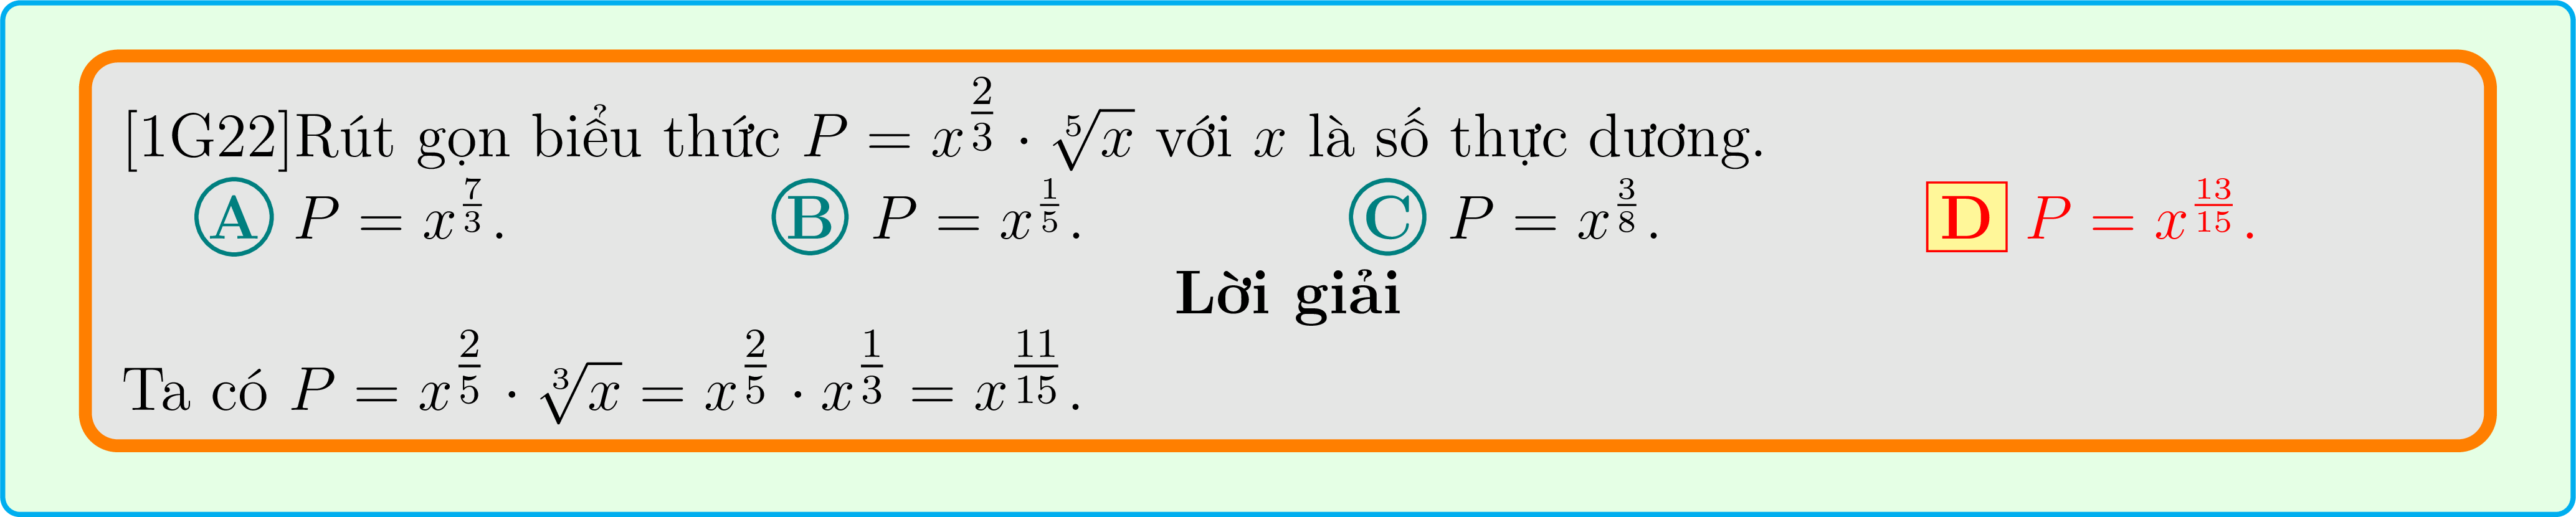 [1G22]Rút gọn biểu thức $P = x^{\frac{2}{3}} \cdot \sqrt[5]{x}$ với $x$ là số thực dương.
A $P = x^{\frac{7}{3}}$. B $P = x^{\frac{1}{5}}$. C $P = x^{\frac{3}{8}}$. D $P = x^{\frac{13}{15}}$.
Lời giải
Ta có $P = x^{\frac{2}{5}} \cdot \sqrt[3]{x} = x^{\frac{2}{5}} \cdot x^{\frac{1}{3}} = x^{\frac{11}{15}}$.